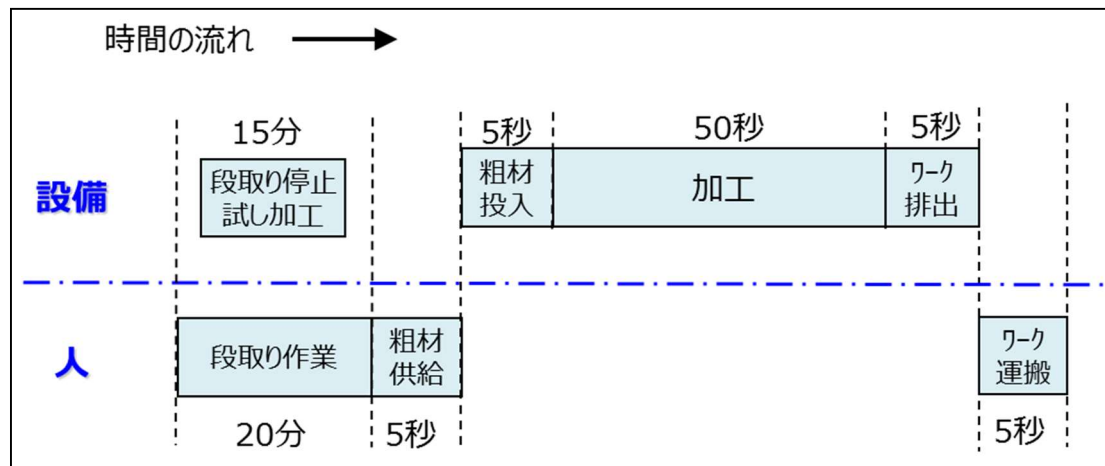 時間の流れ
15分
5秒
50秒
5秒
設備
段取り停止
試し加工
粗材
投入
加工
ワーク
排出
人
段取り作業
粗材
供給
ワーク
運搬
20分
5秒
5秒